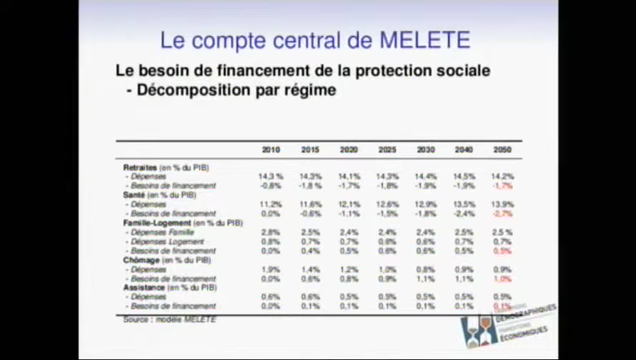 Le compte central de MELETE
Le besoin de financement de la protection sociale
- Décomposition par régime
2010 2015 2020 2025 2030 2040 2050
Retraites (en % du PIB)
- Dépenses 14,3 % 14,3% 14,1% 14,3% 14,4% 14,5% 14,2%
- Besoins de financement -0,8% -1,8 % -1,7% -1,8% -1,9% -1,9% -1,7%
Santé (en % du PIB)
- Dépenses 11,2% 11,6% 12,1% 12,6% 12,9% 13,5% 13,9%
- Besoins de financement 0,0% -0,6% -1,1% -1,5% -1,8% -2,4% -2,7%
Famille-Logement (en % du PIB)
- Dépenses Famille 2,8% 2,5% 2,4% 2,4% 2,4% 2,5% 2,5 %
- Dépenses Logement 0,8% 0,7% 0,7% 0,6% 0,6% 0,7% 0,7%
- Besoins de financement 0,0% 0,4% 0,5% 0,6% 0,6% 0,5% 0,5%
Chômage (en % du PIB)
- Dépenses 1,9% 1,4% 1,2% 1,0% 0,8% 0,9% 0,9%
- Besoins de financement 0,0% 0,6% 0,8% 0,9% 1,1% 1,1% 1,0%
Assistance (en % du PIB)
- Dépenses 0,6% 0,6% 0,5% 0,5% 0,5% 0,5% 0,5%
- Besoins de financement 0,0% 0,1% 0,1% 0,1% 0,1% 0,1% 0,1%
Source : modèle MELETE
TRANSITIONS
DÉMOGRAPHIQUES
TRANSITIONS
ÉCONOMIQUES